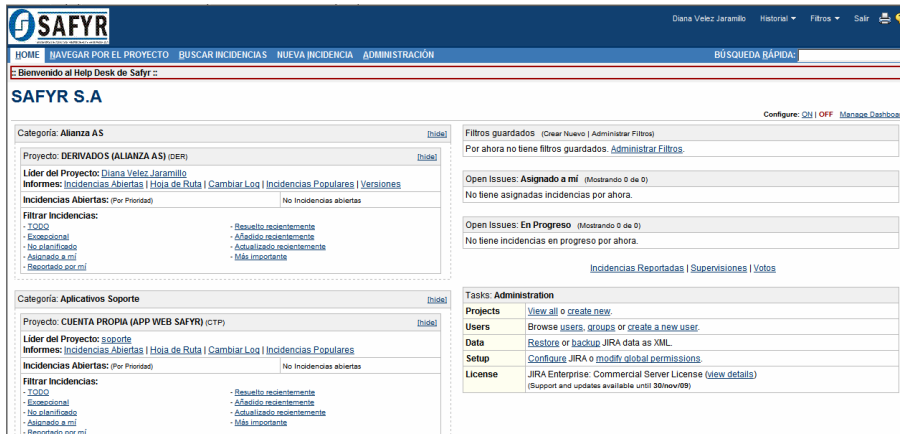 SAFYR
Diana Velez Jaramillo Historial Filtros Salir
HOME NAVEGAR POR EL PROYECTO BUSCAR INCIDENCIAS NUEVA INCIDENCIA ADMINISTRACIÓN BÚSQUEDA RÁPIDA:
:: Bienvenido al Help Desk de Safyr ::
SAFYR S.A
Configure: ON | OFF Manage Dashboar
Categoría: Alianza AS [hide]
Proyecto: DERIVADOS (ALIANZA AS) (DER) [hide]
Líder del Proyecto: Diana Velez Jaramillo
Informes: Incidencias Abiertas | Hoja de Ruta | Cambiar Log | Incidencias Populares | Versiones
Incidencias Abiertas: (Por Prioridad) No Incidencias abiertas
Filtrar Incidencias:
- TODO - Resuelto recientemente
- Excepcional - Añadido recientemente
- No planificado - Actualizado recientemente
- Asignado a mí - Más importante
- Reportado por mí
Categoría: Aplicativos Soporte [hide]
Proyecto: CUENTA PROPIA (APP WEB SAFYR) (CTP) [hide]
Líder del Proyecto: soporte
Informes: Incidencias Abiertas | Hoja de Ruta | Cambiar Log | Incidencias Populares
Incidencias Abiertas: (Por Prioridad) No Incidencias abiertas
Filtrar Incidencias:
- TODO - Resuelto recientemente
- Excepcional - Añadido recientemente
- No planificado - Actualizado recientemente
- Asignado a mí - Más importante
- Reportado por mí
Filtros guardados (Crear Nuevo | Administrar Filtros)
Por ahora no tiene filtros guardados. Administrar Filtros.
Open Issues: Asignado a mí (Mostrando 0 de 0)
No tiene asignadas incidencias por ahora.
Open Issues: En Progreso (Mostrando 0 de 0)
No tiene incidencias en progreso por ahora.
Incidencias Reportadas | Supervisiones | Votos
Tasks: Administration
Projects View all o create new.
Users Browse users, groups or create a new user.
Data Restore or backup JIRA data as XML.
Setup Configure JIRA o modify global permissions.
License JIRA Enterprise: Commercial Server License (view details)
(Support and updates available until 30/nov/09)